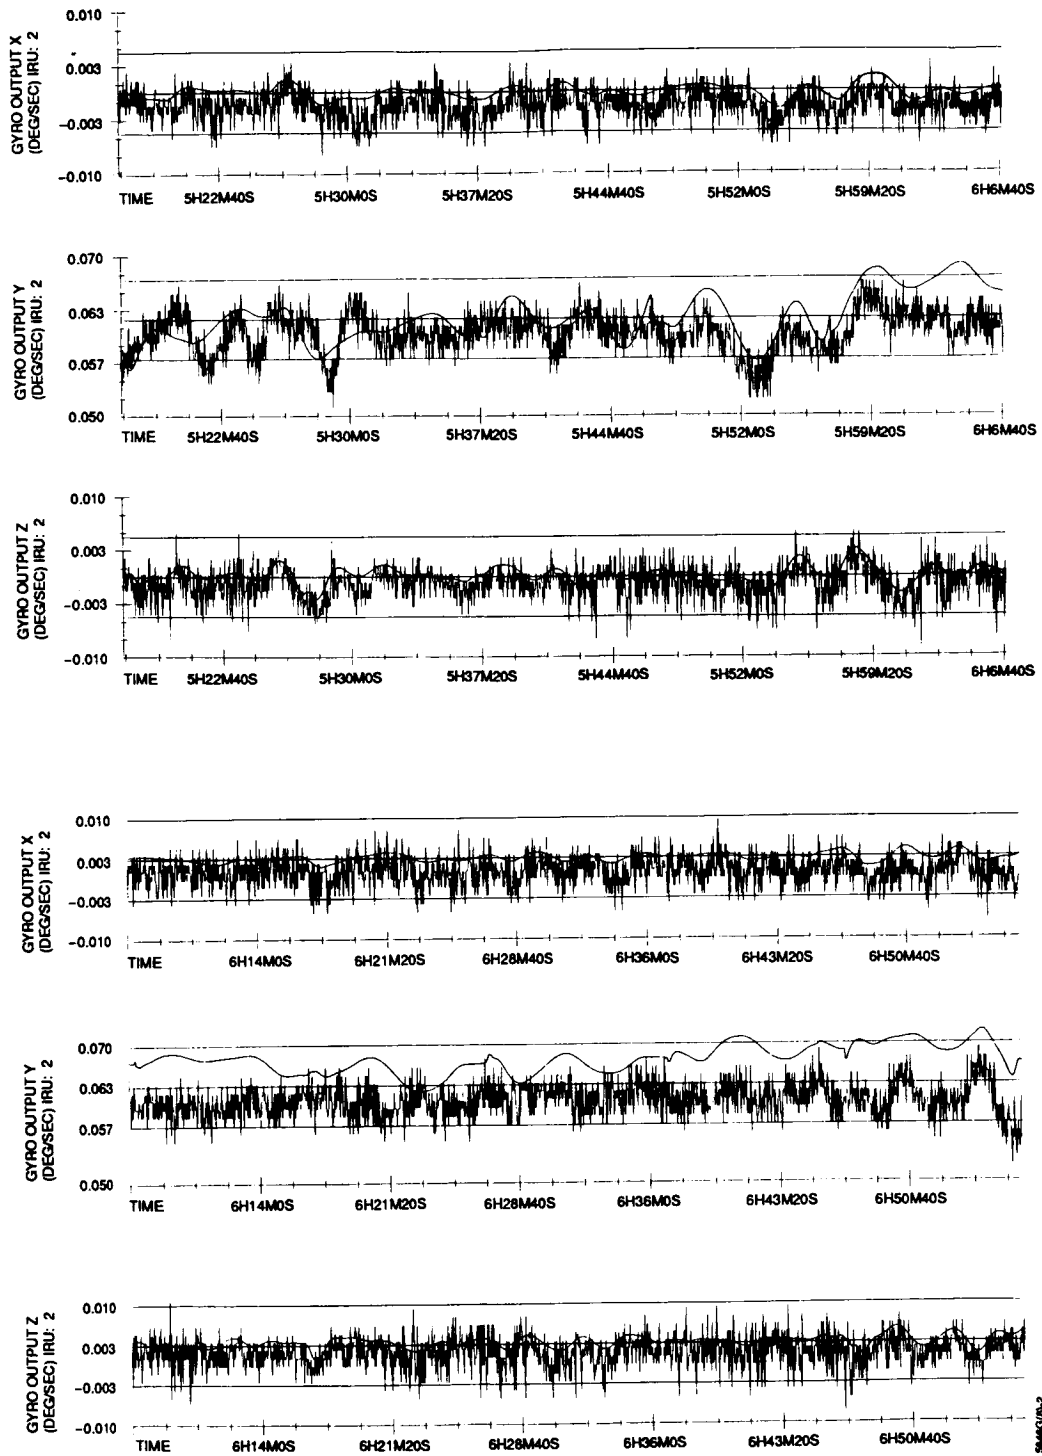 GYRO OUTPUT X
(DEG/SEC) IRU: 2
0.010
0.003
-0.003
-0.010
TIME 5H22M40S 5H30M0S 5H37M20S 5H44M40S 5H52M0S 5H59M20S 6H6M40S
GYRO OUTPUT Y
(DEG/SEC) IRU: 2
0.070
0.063
0.057
0.050
TIME 5H22M40S 5H30M0S 5H37M20S 5H44M40S 5H52M0S 5H59M20S 6H6M40S
GYRO OUTPUT Z
(DEG/SEC) IRU: 2
0.010
0.003
-0.003
-0.010
TIME 5H22M40S 5H30M0S 5H37M20S 5H44M40S 5H52M0S 5H59M20S 6H6M40S
GYRO OUTPUT X
(DEG/SEC) IRU: 2
0.010
0.003
-0.003
-0.010
TIME 6H14M0S 6H21M20S 6H28M40S 6H36M0S 6H43M20S 6H50M40S
GYRO OUTPUT Y
(DEG/SEC) IRU: 2
0.070
0.063
0.057
0.050
TIME 6H14M0S 6H21M20S 6H28M40S 6H36M0S 6H43M20S 6H50M40S
GYRO OUTPUT Z
(DEG/SEC) IRU: 2
0.010
0.003
-0.003
-0.010
TIME 6H14M0S 6H21M20S 6H28M40S 6H36M0S 6H43M20S 6H50M40S